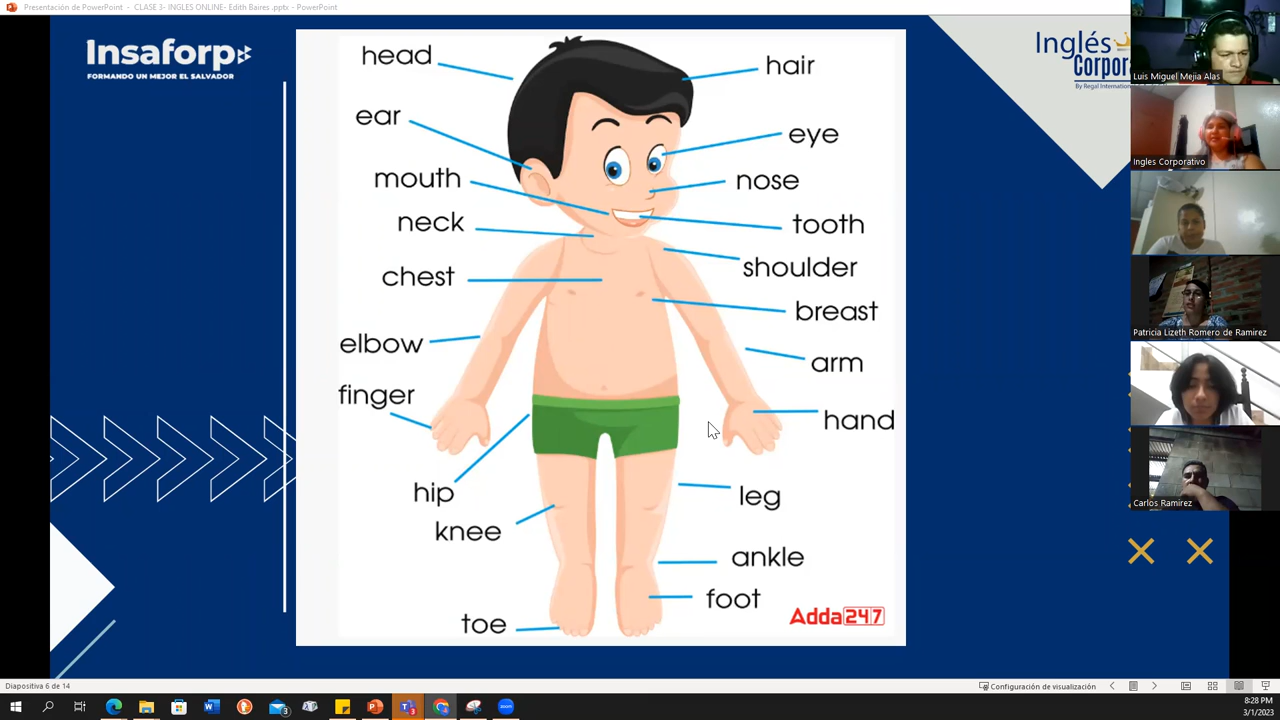 Presentación de PowerPoint - CLASE 3- INGLES ONLINE- Edith Baires .pptx - PowerPoint
Insaforp
FORMANDO UN MEJOR EL SALVADOR
Inglés
Corpor
By Regal Internation
head
hair
ear
eye
mouth
nose
neck
tooth
chest
shoulder
breast
elbow
arm
finger
hand
hip
leg
knee
ankle
foot
toe
Adda247
Luis Miguel Mejia Alas
Ingles Corporativo
Patricia Lizeth Romero de Ramirez
Carlos Ramirez
Diapositiva 6 de 14
Configuración de visualización
8:28 PM
3/1/2023